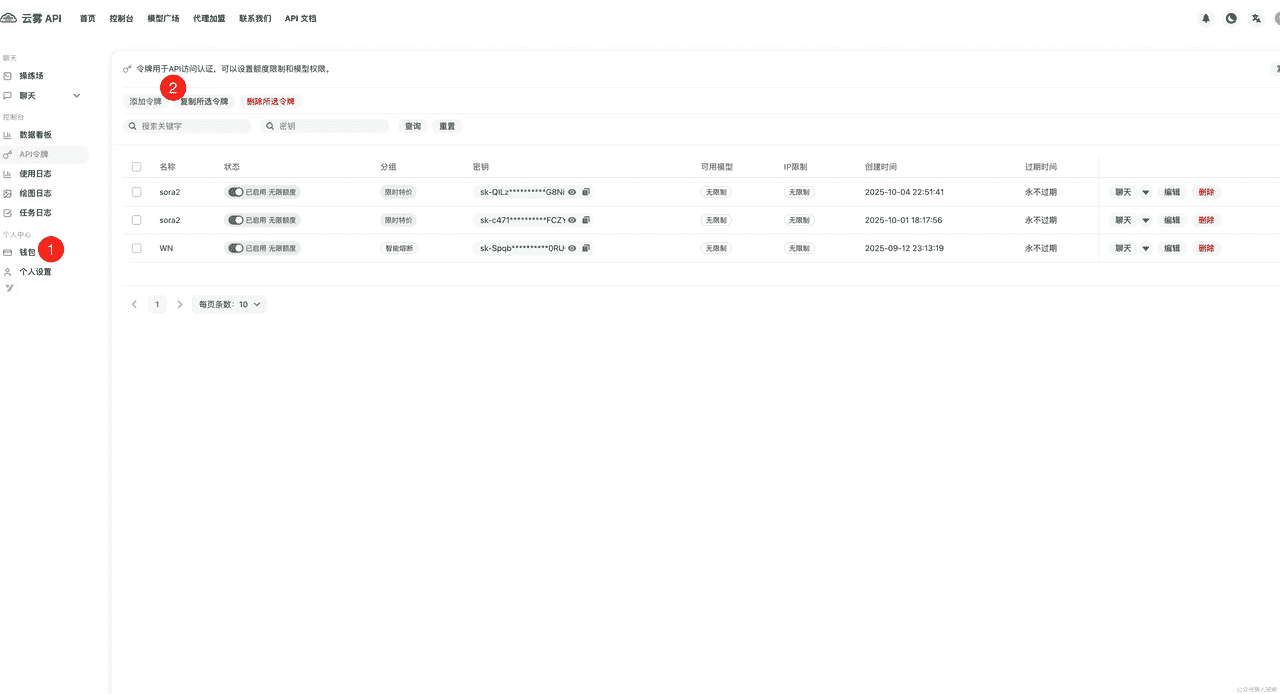 云雾 API 首页 控制台 模型广场 代理加盟 联系我们 API 文档
聊天
操练场
聊天
控制台
数据看板
API令牌
使用日志
绘图日志
任务日志
个人中心
钱包 1
个人设置
令牌用于API访问认证，可以设置额度限制和模型权限。
2
添加令牌 复制所选令牌 删除所选令牌
搜索关键字 密钥 查询 重置
名称 状态 分组 密钥 可用模型 IP限制 创建时间 过期时间
sora2 已启用 无限额度 限时特价 sk-QILz**********G8Ni 无限制 无限制 2025-10-04 22:51:41 永不过期 聊天 编辑 删除
sora2 已启用 无限额度 限时特价 sk-c471**********FCZY 无限制 无限制 2025-10-01 18:17:56 永不过期 聊天 编辑 删除
WN 已启用 无限额度 智能熔断 sk-Spqb**********0RU 无限制 无限制 2025-09-12 23:13:19 永不过期 聊天 编辑 删除
1 每页条数：10